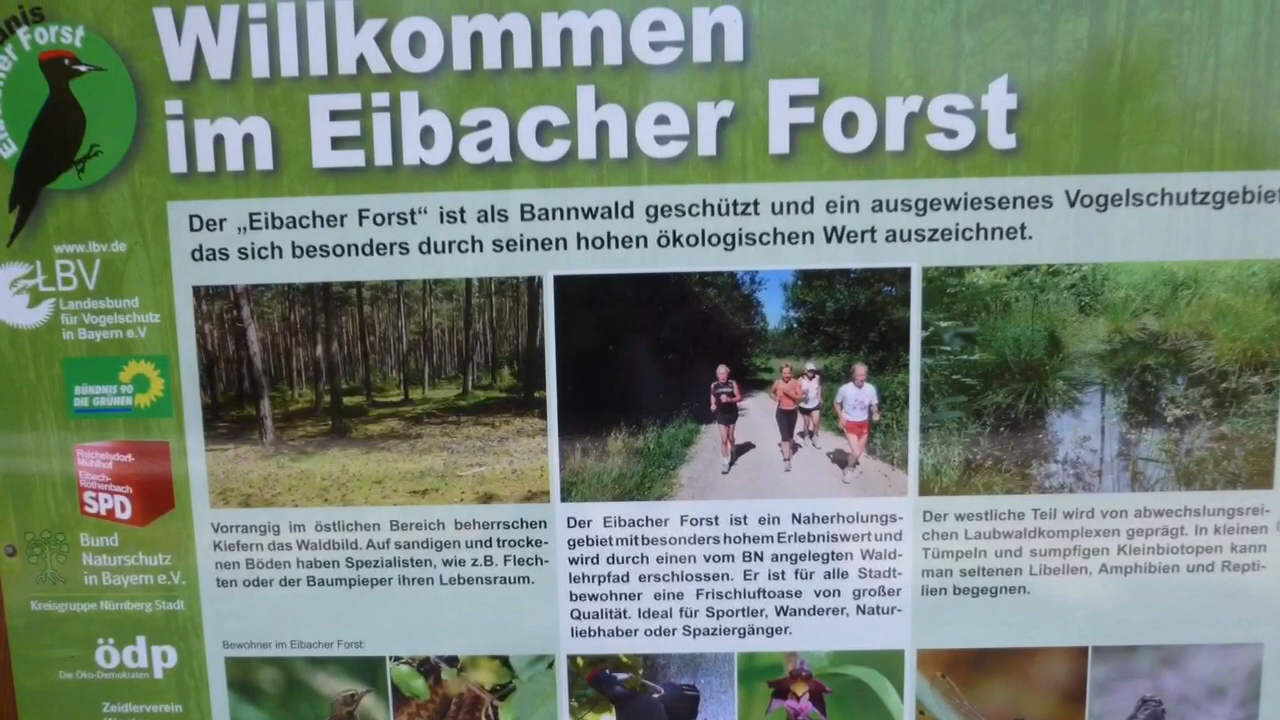 Eibacher Forst
Willkommen
im Eibacher Forst
Der „Eibacher Forst“ ist als Bannwald geschützt und ein ausgewiesenes Vogelschutzgebiet
das sich besonders durch seinen hohen ökologischen Wert auszeichnet.
www.lbv.de
LBV
Landesbund
für Vogelschutz
in Bayern e.V
BÜNDNIS 90
DIE GRÜNEN
Reichelsdorf-
Mühlhof
Eibach-
Röthenbach
SPD
Bund
Naturschutz
in Bayern e.V.
Kreisgruppe Nürnberg Stadt
ödp
Die Öko-Demokraten
Zeidlerverein
Vorrangig im östlichen Bereich beherrschen
Kiefern das Waldbild. Auf sandigen und trocke-
nen Böden haben Spezialisten, wie z.B. Flech-
ten oder der Baumpieper ihren Lebensraum.
Der Eibacher Forst ist ein Naherholungs-
gebiet mit besonders hohem Erlebniswert und
wird durch einen vom BN angelegten Wald-
lehrpfad erschlossen. Er ist für alle Stadt-
bewohner eine Frischluftoase von großer
Qualität. Ideal für Sportler, Wanderer, Natur-
liebhaber oder Spaziergänger.
Der westliche Teil wird von abwechslungsrei-
chen Laubwaldkomplexen geprägt. In kleinen
Tümpeln und sumpfigen Kleinbiotopen kann
man seltenen Libellen, Amphibien und Repti-
lien begegnen.
Bewohner im Eibacher Forst: